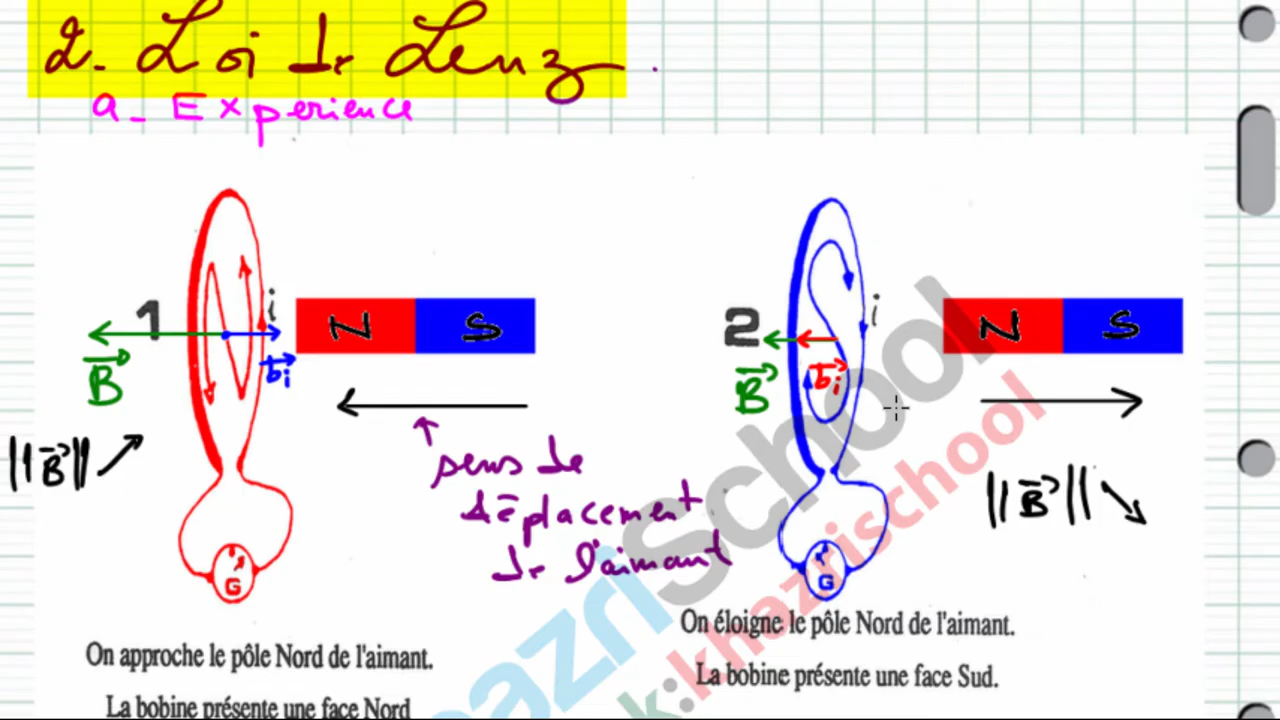 2. Loi de Lenz.
a_ Experience
1
i
N S
B
bi
||B|| ↗
sens de
déplacement
de l'aimant
G
On approche le pôle Nord de l'aimant.
La bobine présente une face Nord
2
i
N S
B
bi
||B|| ↘
G
On éloigne le pôle Nord de l'aimant.
La bobine présente une face Sud.
khazrischool
k:khazrischool